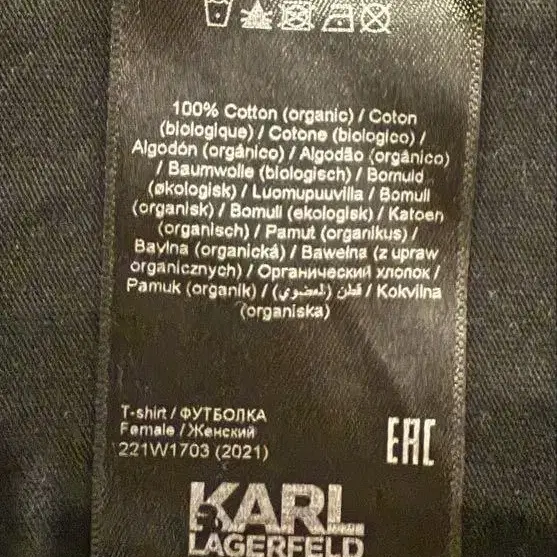 100% Cotton (organic) / Coton
(biologique) / Cotone (biologico) /
Algodón (orgánico) / Algodão (orgânico)
/ Baumwolle (biologisch) / Bomuld
(økologisk) / Luomupuuvilla / Bomull
(organisk) / Bomull (ekologisk) / Katoen
(organisch) / Pamut (organikus) /
Bavlna (organická) / Bawełna (z upraw
organicznych) / Органический хлопок /
Pamuk (organik) / قطن (العضوي) / Kokvilna
(organiska)
T-shirt / ФУТБОЛКА
Female / Женский
221W1703 (2021)
EAC
KARL
LAGERFELD